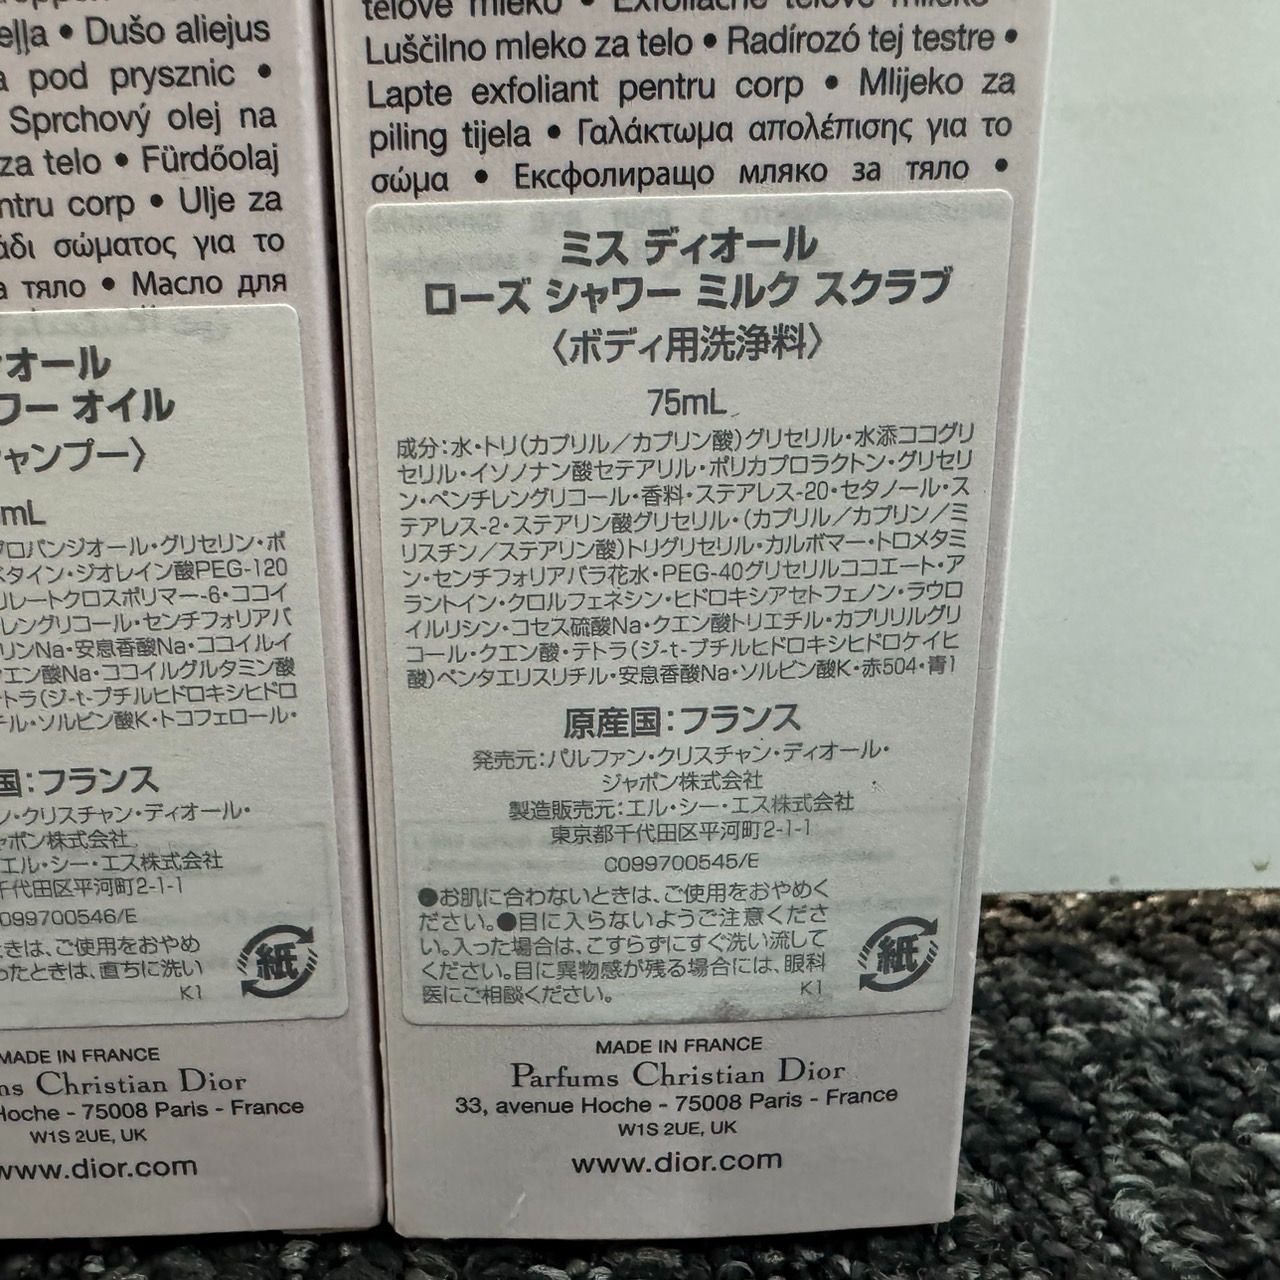 eļļa • Dušo aliejus
a pod prysznic •
Sprchový olej na
za telo • Fürdőolaj
ntru corp • Ulje za
άδι σώματος για το
а тяло • Масло для
オール
ワー オイル
ャンプー〉
mL
プロパンジオール・グリセリン・ポ
タイン・ジオレイン酸PEG-120
リレートクロスポリマー-6・ココイ
レングリコール・センチフォリアバ
リンNa・安息香酸Na・ココイルイ
エン酸Na・ココイルグルタミン酸
トラ(ジ-t-ブチルヒドロキシヒドロ
チル・ソルビン酸K・トコフェロール・
国:フランス
ン・クリスチャン・ディオール・
ャポン株式会社
エル・シー・エス株式会社
千代田区平河町2-1-1
099700546/E
ときは、ご使用をおやめ
ったときは、直ちに洗い
K1
紙
MADE IN FRANCE
ms Christian Dior
Hoche - 75008 Paris - France
W1S 2UE, UK
www.dior.com
telové mlieko • Exfoliačné telové mlieko •
Luščilno mleko za telo • Radírozó tej testre •
Lapte exfoliant pentru corp • Mlijeko za
piling tijela • Γαλάκτωμα απολέπισης για το
σώμα • Ексфолиращо мляко за тяло •
ミス ディオール
ローズ シャワー ミルク スクラブ
〈ボディ用洗浄料〉
75mL
成分:水・トリ(カプリル/カプリン酸)グリセリル・水添ココグリ
セリル・イソノナン酸セテアリル・ポリカプロラクトン・グリセリ
ン・ペンチレングリコール・香料・ステアレス-20・セタノール・ス
テアレス-2・ステアリン酸グリセリル・(カプリル/カプリン/ミ
リスチン/ステアリン酸)トリグリセリル・カルボマー・トロメタミ
ン・センチフォリアバラ花水・PEG-40グリセリルココエート・ア
ラントイン・クロルフェネシン・ヒドロキシアセトフェノン・ラウロ
イルリシン・コセス硫酸Na・クエン酸トリエチル・カプリリルグリ
コール・クエン酸・テトラ(ジ-t-ブチルヒドロキシヒドロケイヒ
酸)ペンタエリスリチル・安息香酸Na・ソルビン酸K・赤504・青1
原産国:フランス
発売元:パルファン・クリスチャン・ディオール・
ジャポン株式会社
製造販売元:エル・シー・エス株式会社
東京都千代田区平河町2-1-1
C099700545/E
●お肌に合わないときは、ご使用をおやめく
ださい。●目に入らないようご注意くださ
い。入った場合は、こすらずにすぐ洗い流して
ください。目に異物感が残る場合には、眼科
医にご相談ください。
K1
紙
MADE IN FRANCE
Parfums Christian Dior
33, avenue Hoche - 75008 Paris - France
W1S 2UE, UK
www.dior.com